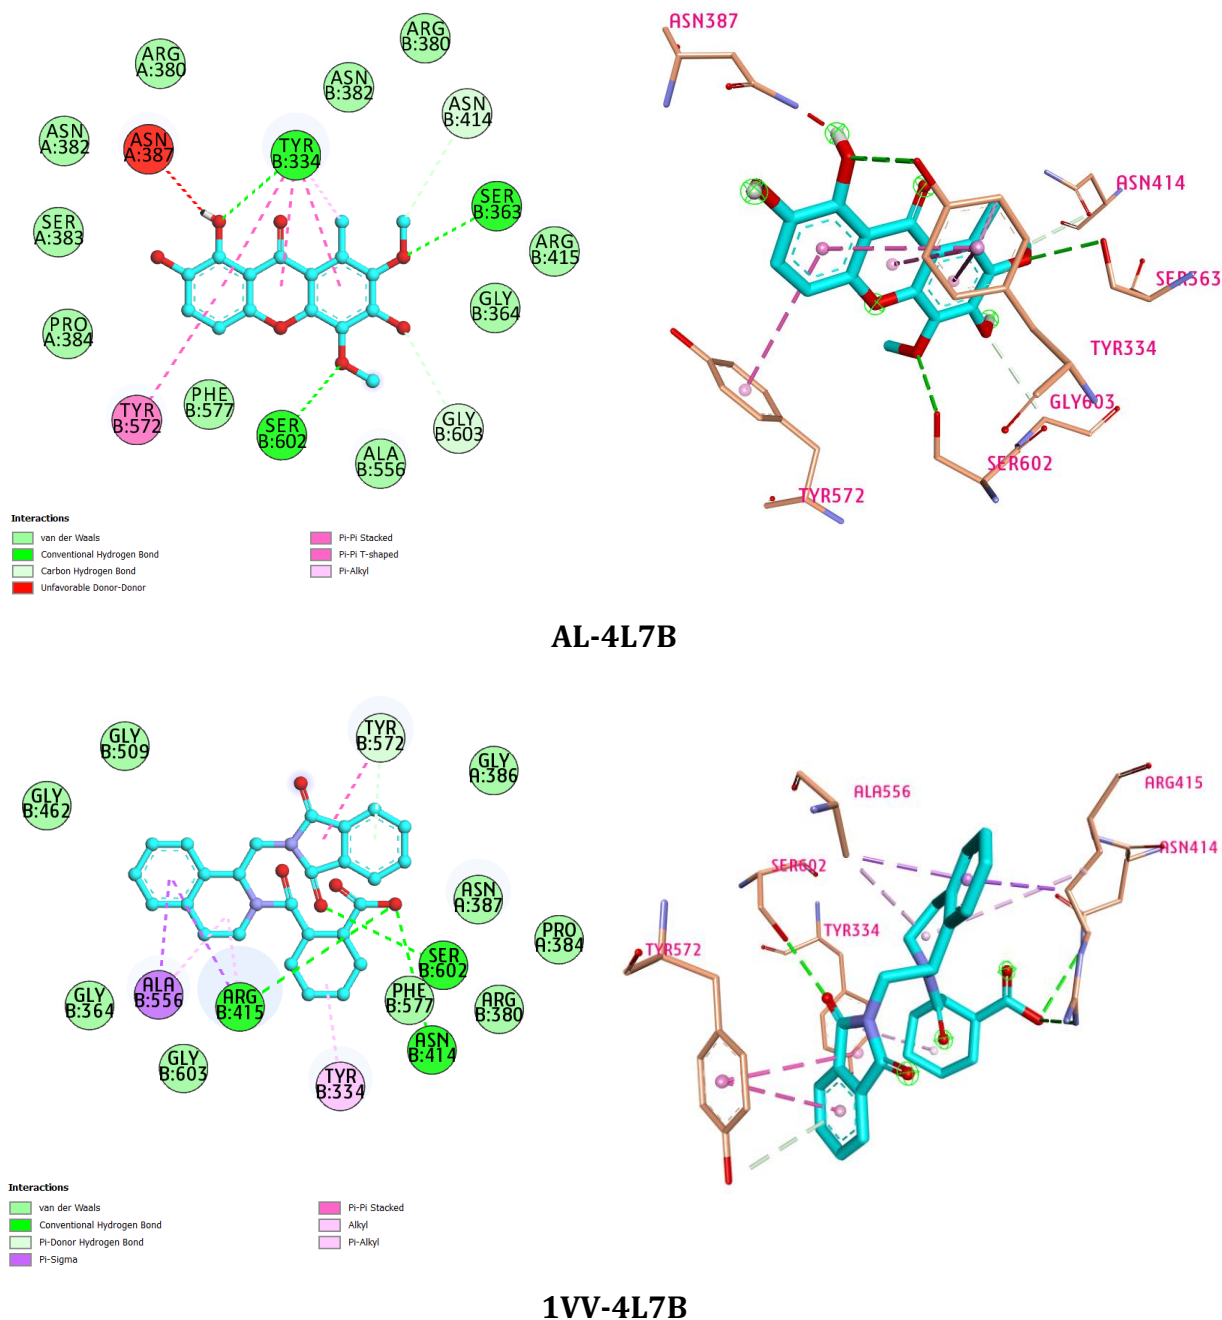 ARG
A:380
ARG
B:380
ASN
B:382
ASN
A:382
ASN
A:387
TYR
B:334
ASN
B:414
SER
B:363
SER
A:383
ARG
B:415
GLY
B:364
PRO
A:384
PHE
B:577
TYR
B:572
SER
B:602
GLY
B:603
ALA
B:556
Interactions
van der Waals
Conventional Hydrogen Bond
Carbon Hydrogen Bond
Unfavorable Donor-Donor
Pi-Pi Stacked
Pi-Pi T-shaped
Pi-Alkyl
ASN387
ASN414
SER363
TYR334
GLY603
SER602
TYR572
AL-4L7B
GLY
B:509
GLY
B:462
TYR
B:572
GLY
A:386
ASN
A:387
PRO
A:384
SER
B:602
PHE
B:577
ARG
B:380
ASN
B:414
ALA
B:556
ARG
B:415
GLY
B:364
GLY
B:603
TYR
B:334
Interactions
van der Waals
Conventional Hydrogen Bond
Pi-Donor Hydrogen Bond
Pi-Sigma
Pi-Pi Stacked
Alkyl
Pi-Alkyl
ALA556
ARG415
ASN414
SER602
TYR334
TYR572
1VV-4L7B